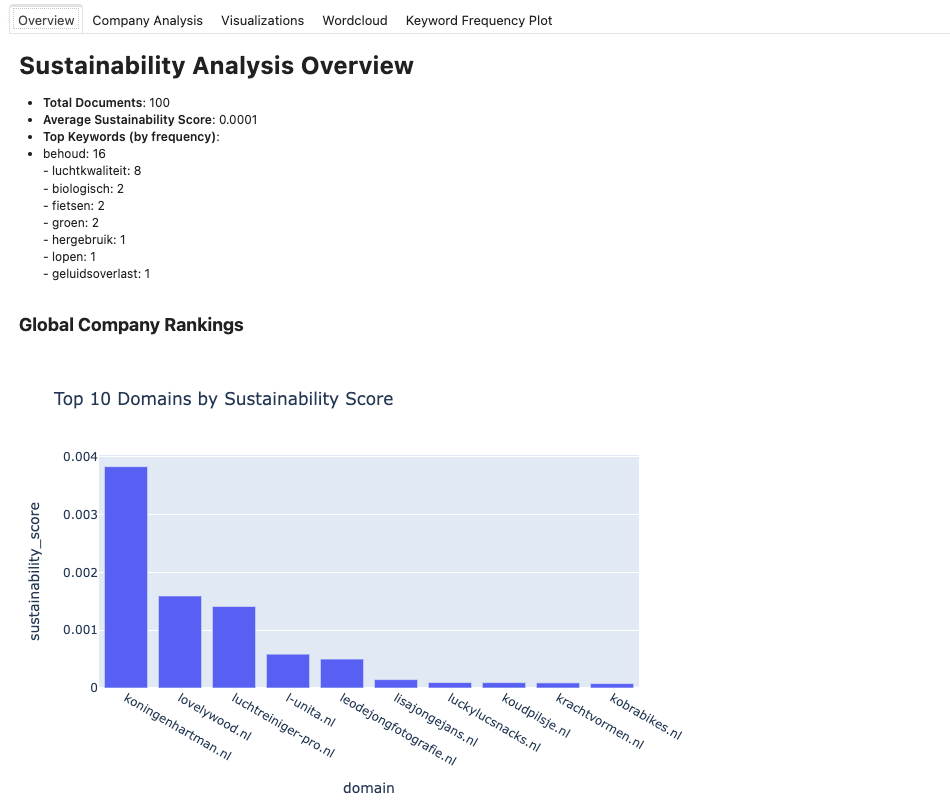 Overview Company Analysis Visualizations Wordcloud Keyword Frequency Plot
Sustainability Analysis Overview
• Total Documents: 100
• Average Sustainability Score: 0.0001
• Top Keywords (by frequency):
• behoud: 16
- luchtkwaliteit: 8
- biologisch: 2
- fietsen: 2
- groen: 2
- hergebruik: 1
- lopen: 1
- geluidsoverlast: 1
Global Company Rankings
Top 10 Domains by Sustainability Score
sustainability_score
0.004
0.003
0.002
0.001
0
koningenhartman.nl
lovelywood.nl
luchtreiniger-pro.nl
l-unita.nl
leodejongfotografie.nl
lisajongejans.nl
luckylucsnacks.nl
koudpilsje.nl
krachtvormen.nl
kobrabikes.nl
domain